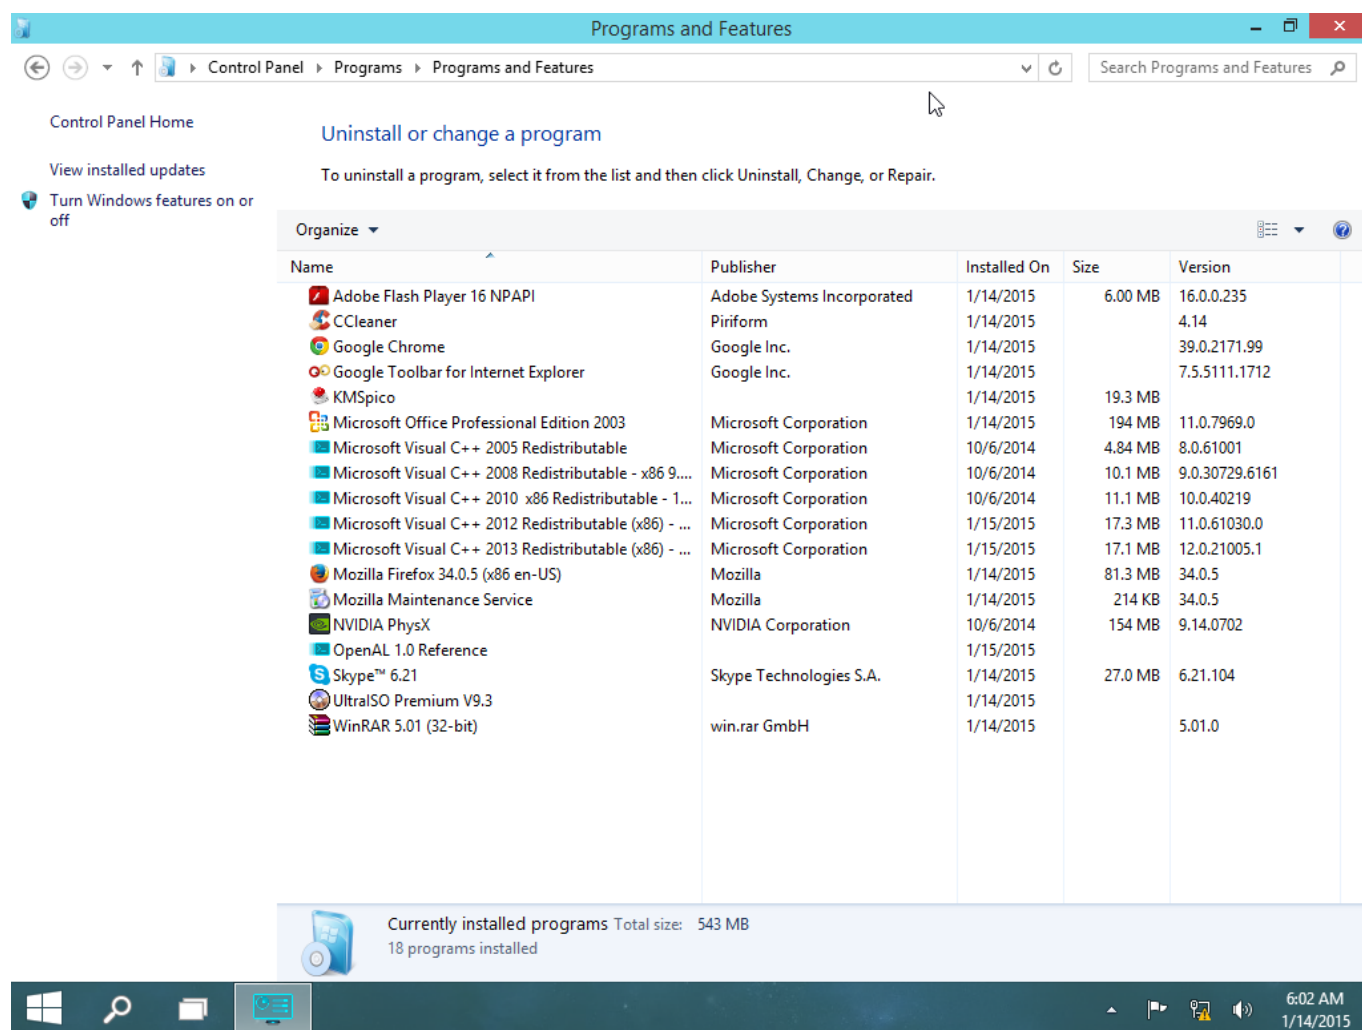 Programs and Features
Control Panel Programs Programs and Features
Search Programs and Features
Control Panel Home
View installed updates
Turn Windows features on or
off
Uninstall or change a program
To uninstall a program, select it from the list and then click Uninstall, Change, or Repair.
Organize
Name Publisher Installed On Size Version
Adobe Flash Player 16 NPAPI Adobe Systems Incorporated 1/14/2015 6.00 MB 16.0.0.235
CCleaner Piriform 1/14/2015 4.14
Google Chrome Google Inc. 1/14/2015 39.0.2171.99
Google Toolbar for Internet Explorer Google Inc. 1/14/2015 7.5.5111.1712
KMSpico 1/14/2015 19.3 MB
Microsoft Office Professional Edition 2003 Microsoft Corporation 1/14/2015 194 MB 11.0.7969.0
Microsoft Visual C++ 2005 Redistributable Microsoft Corporation 10/6/2014 4.84 MB 8.0.61001
Microsoft Visual C++ 2008 Redistributable - x86 9.... Microsoft Corporation 10/6/2014 10.1 MB 9.0.30729.6161
Microsoft Visual C++ 2010 x86 Redistributable - 1... Microsoft Corporation 10/6/2014 11.1 MB 10.0.40219
Microsoft Visual C++ 2012 Redistributable (x86) - ... Microsoft Corporation 1/15/2015 17.3 MB 11.0.61030.0
Microsoft Visual C++ 2013 Redistributable (x86) - ... Microsoft Corporation 1/15/2015 17.1 MB 12.0.21005.1
Mozilla Firefox 34.0.5 (x86 en-US) Mozilla 1/14/2015 81.3 MB 34.0.5
Mozilla Maintenance Service Mozilla 1/14/2015 214 KB 34.0.5
NVIDIA PhysX NVIDIA Corporation 10/6/2014 154 MB 9.14.0702
OpenAL 1.0 Reference 1/15/2015
Skype™ 6.21 Skype Technologies S.A. 1/14/2015 27.0 MB 6.21.104
UltraISO Premium V9.3 1/14/2015
WinRAR 5.01 (32-bit) win.rar GmbH 1/14/2015 5.01.0
Currently installed programs Total size: 543 MB
18 programs installed
6:02 AM
1/14/2015